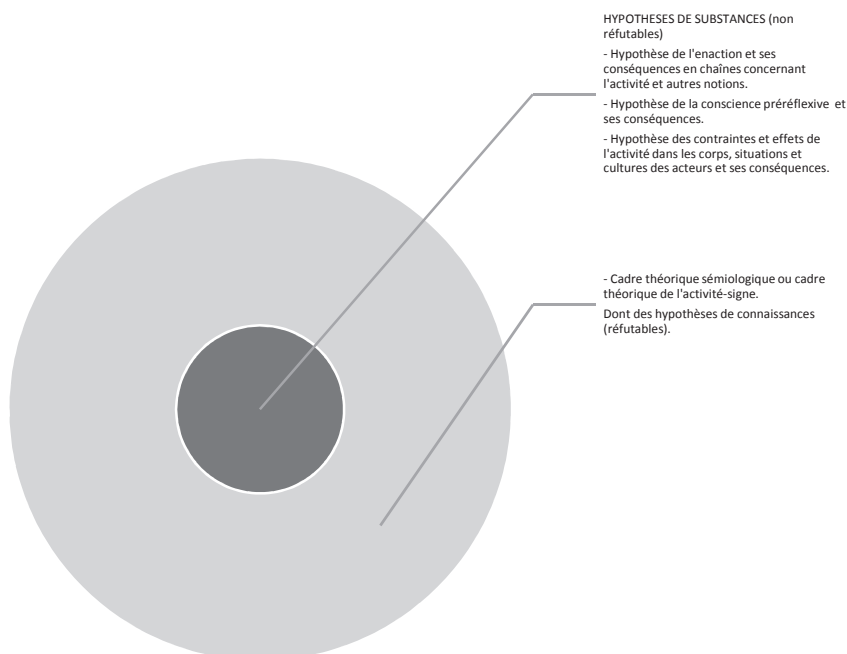 HYPOTHESES DE SUBSTANCES (non
réfutables)
- Hypothèse de l'enaction et ses
conséquences en chaînes concernant
l'activité et autres notions.
- Hypothèse de la conscience préréflexive et
ses conséquences.
- Hypothèse des contraintes et effets de
l'activité dans les corps, situations et
cultures des acteurs et ses conséquences.
- Cadre théorique sémiologique ou cadre
théorique de l'activité-signe.
Dont des hypothèses de connaissances
(réfutables).